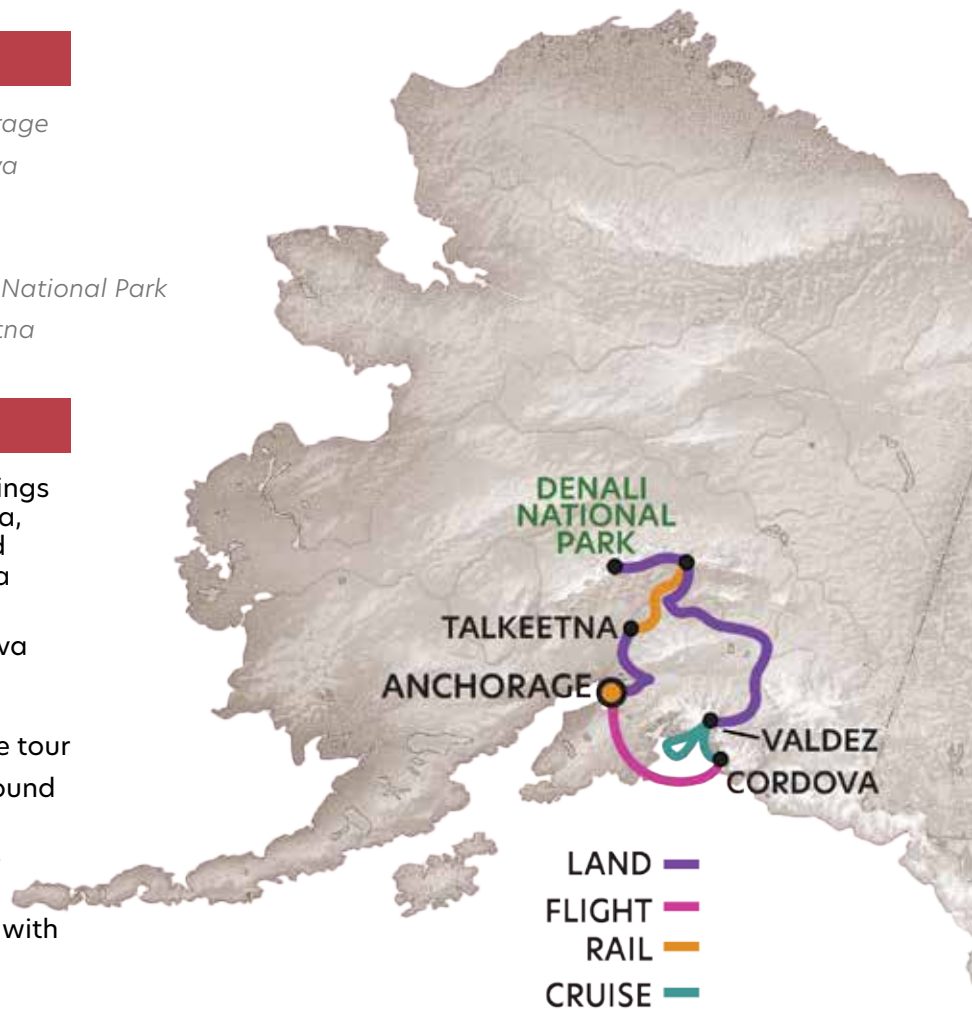 rage
va
National Park
tna
ings
a,
d
a
va
e tour
ound
with
DENALI
NATIONAL
PARK
TALKEETNA
ANCHORAGE
VALDEZ
CORDOVA
LAND
FLIGHT
RAIL
CRUISE